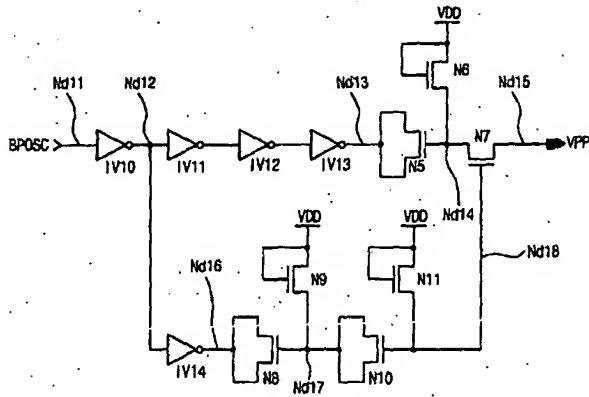 VDD
Nd11
Nd12
Nd13
N6
Nd15
N7
BPOSC
IV10
IV11
IV12
IV13
N5
VPP
Nd14
VDD
VDD
Nd18
Nd16
N9
N11
IV14
N8
Nd17
N10